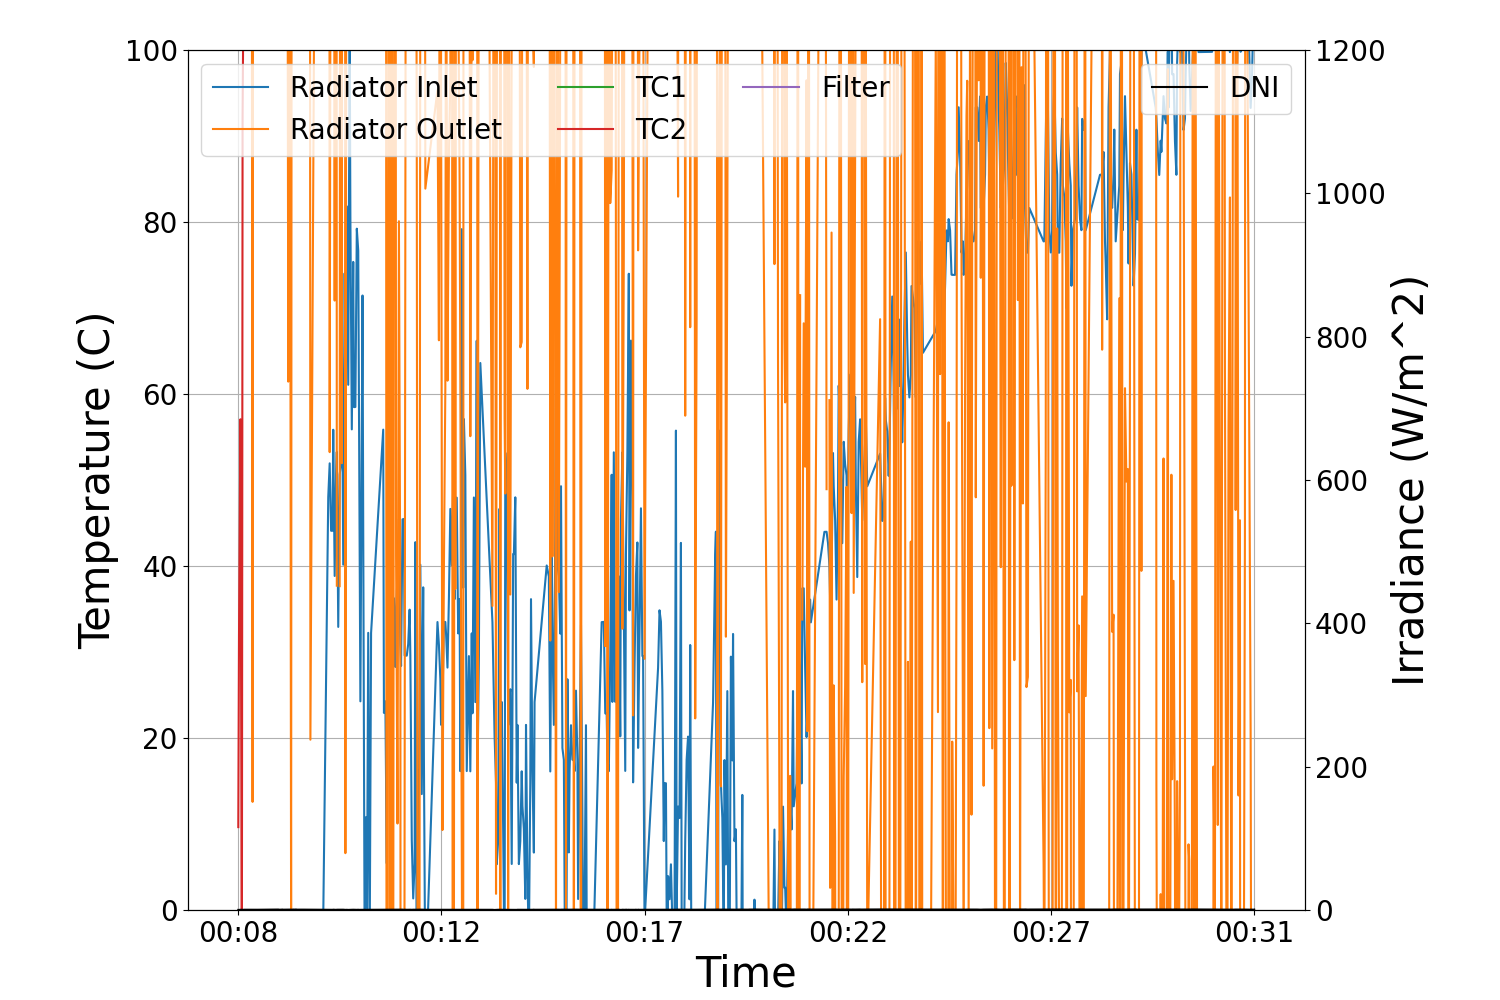 Radiator Inlet
Radiator Outlet
TC1
TC2
Filter
DNI
Temperature (C)
100
80
60
40
20
0
Irradiance (W/m^2)
1200
1000
800
600
400
200
0
00:08 00:12 00:17 00:22 00:27 00:31
Time